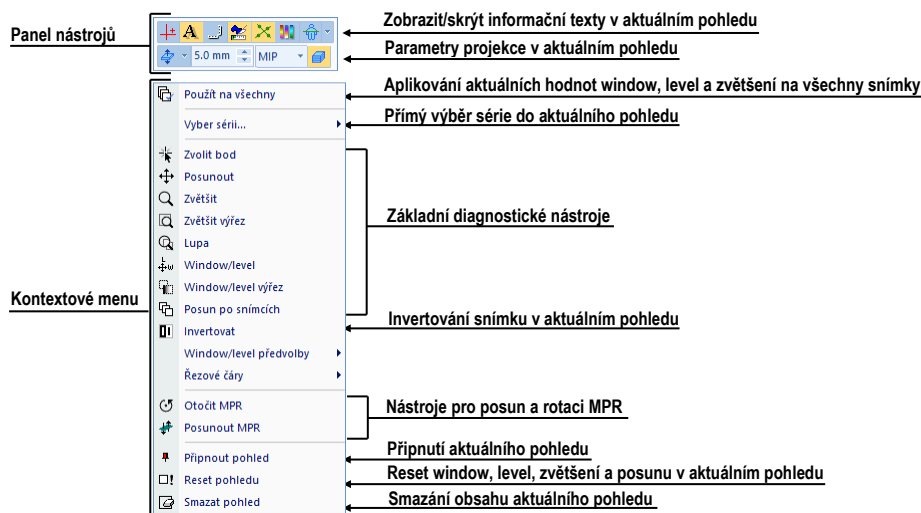 Panel nástrojů
A
5.0 mm
MIP
Zobrazit/skrýt informační texty v aktuálním pohledu
Parametry projekce v aktuálním pohledu
Kontextové menu
Použít na všechny
Aplikování aktuálních hodnot window, level a zvětšení na všechny snímky
Vyber sérii...
Přímý výběr série do aktuálního pohledu
Zvolit bod
Posunout
Zvětšit
Zvětšit výřez
Lupa
Window/level
Window/level výřez
Posun po snímcích
Základní diagnostické nástroje
Invertovat
Invertování snímku v aktuálním pohledu
Window/level předvolby
Řezové čáry
Otočit MPR
Posunout MPR
Nástroje pro posun a rotaci MPR
Připnout pohled
Připnutí aktuálního pohledu
Reset pohledu
Reset window, level, zvětšení a posunu v aktuálním pohledu
Smazat pohled
Smazání obsahu aktuálního pohledu